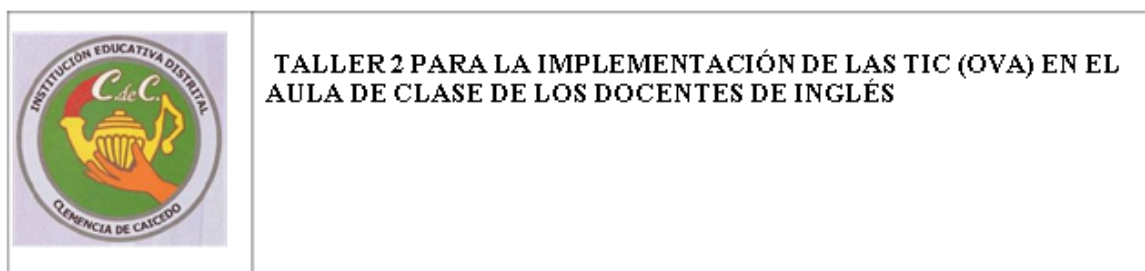 INSTITUCIÓN EDUCATIVA DISTRITAL
C. de C.
CLEMENCIA DE CAICEDO
TALLER 2 PARA LA IMPLEMENTACIÓN DE LAS TIC (OVA) EN EL
AULA DE CLASE DE LOS DOCENTES DE INGLÉS